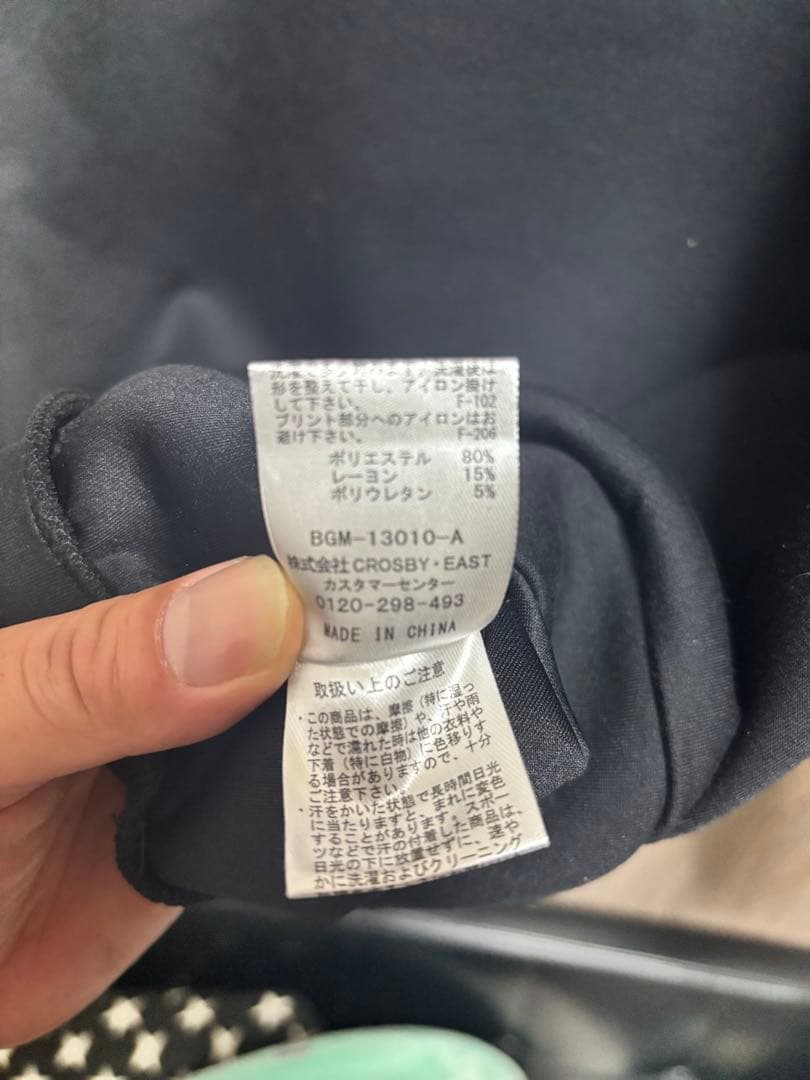 形を整えて干し、アイロン掛け
して下さい。 F-102
プリント部分へのアイロンはお
避け下さい。 F-206
ポリエステル 80%
レーヨン 15%
ポリウレタン 5%
BGM-13010-A
株式会社CROSBY・EAST
カスタマーセンター
0120-298-493
MADE IN CHINA
取扱い上のご注意
・この商品は、摩擦(特に湿っ
た状態での摩擦)や、汗や雨
などで濡れた時は他の衣料や
下着(特に白物)に色移りす
る場合がありますので、十分
ご注意下さい。
・汗をかいた状態で長時間日光
に当たりますと、まれに変色
することがあります。スポー
ツなどで汗の付着した商品は、
日光の下に放置せずに、速や
かに洗濯およびクリーニング